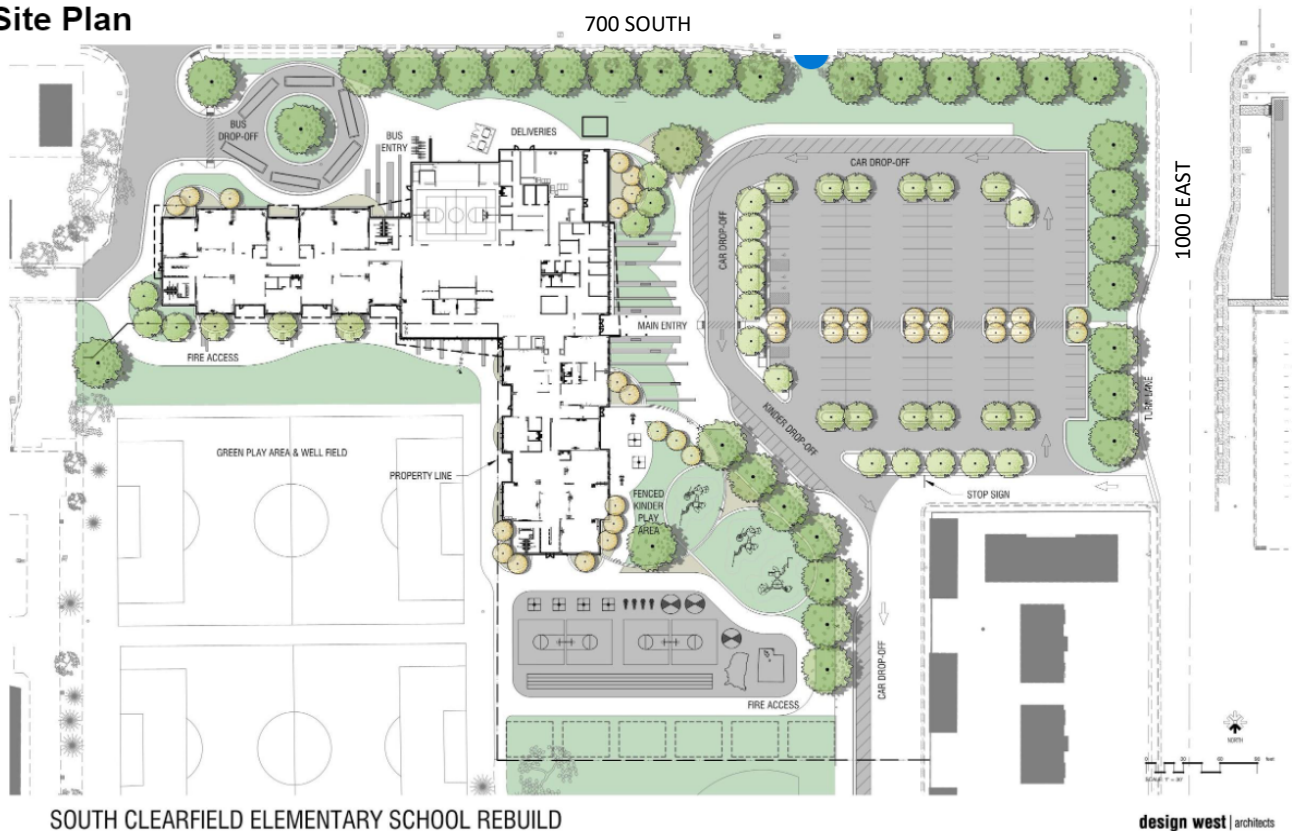 Site Plan
700 SOUTH
1000 EAST
BUS
DROP-OFF
BUS
ENTRY
DELIVERIES
CAR DROP-OFF
CAR DROP-OFF
MAIN ENTRY
FIRE ACCESS
KINDER DROP-OFF
TURN LANE
GREEN PLAY AREA & WELL FIELD
PROPERTY LINE
FENCED
KINDER
PLAY
AREA
STOP SIGN
CAR DROP-OFF
FIRE ACCESS
NORTH
SOUTH CLEARFIELD ELEMENTARY SCHOOL REBUILD
design west | architects